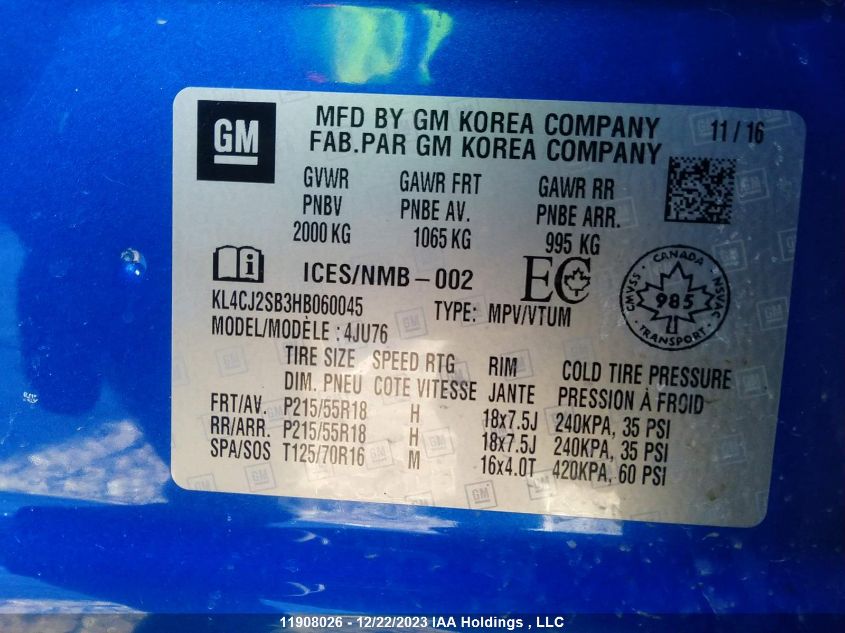 GM
MFD BY GM KOREA COMPANY 11/16
FAB.PAR GM KOREA COMPANY
GVWR GAWR FRT GAWR RR
PNBV PNBE AV. PNBE ARR.
2000 KG 1065 KG 995 KG
ICES/NMB-002 EC
CANADA
CMVSS 985 NSVAC
TRANSPORT
KL4CJ2SB3HB060045 TYPE: MPV/VTUM
MODEL/MODÈLE : 4JU76
TIRE SIZE SPEED RTG RIM COLD TIRE PRESSURE
DIM. PNEU COTE VITESSE JANTE PRESSION À FROID
FRT/AV. P215/55R18 H 18x7.5J 240KPA, 35 PSI
RR/ARR. P215/55R18 H 18x7.5J 240KPA, 35 PSI
SPA/SOS T125/70R16 M 16x4.0T 420KPA, 60 PSI
11908026 - 12/22/2023 IAA Holdings , LLC